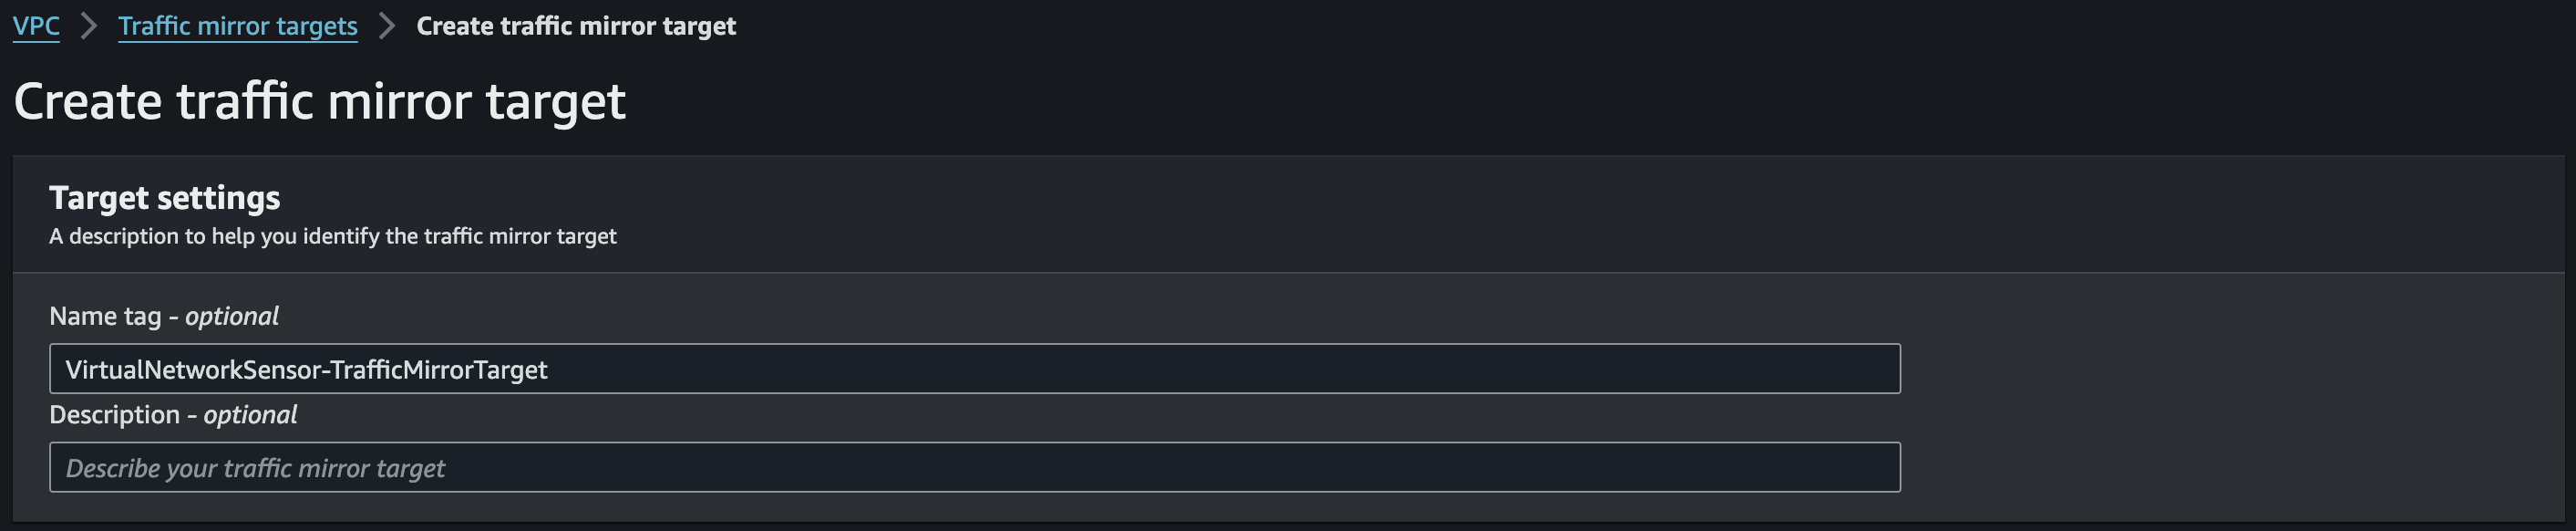 VPC > Traffic mirror targets > Create traffic mirror target
Create traffic mirror target
Target settings
A description to help you identify the traffic mirror target
Name tag - optional
VirtualNetworkSensor-TrafficMirrorTarget
Description - optional
Describe your traffic mirror target